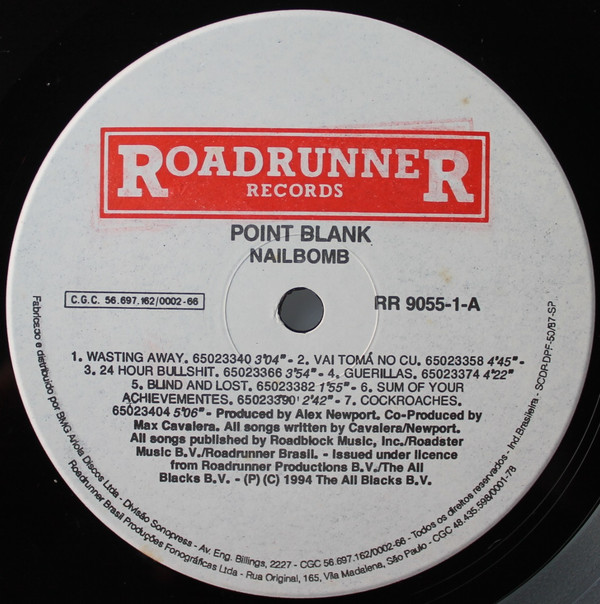 ROADRUNNER
RECORDS
POINT BLANK
NAILBOMB
C.G.C. 56.697.162/0002-66
RR 9055-1-A
1. WASTING AWAY. 65023340 3'04" - 2. VAI TOMÁ NO CU. 65023358 4'45" -
3. 24 HOUR BULLSHIT. 65023366 3'54" - 4. GUERILLAS. 65023374 4'22" -
5. BLIND AND LOST. 65023382 1'55" - 6. SUM OF YOUR
ACHIEVEMENTES. 65023390 2'42" - 7. COCKROACHES.
65023404 5'06" - Produced by Alex Newport. Co-Produced by
Max Cavalera. All songs written by Cavalera/Newport.
All songs published by Roadblock Music, Inc./Roadster
Music B.V./Roadrunner Brasil. - Issued under licence
from Roadrunner Productions B.V./The All
Blacks B.V. - (P) (C) 1994 The All Blacks B.V.
Fabricado e distribuído por BMG Ariola Discos Ltda - Divisão Sonopress - Av. Eng. Billings, 2227 - CGC 56.697.162/0002-66 - Todos os direitos reservados - Ind. Brasileira - SCDP-DPF-50/87-SP
Roadrunner Brasil Produções Fonográficas Ltda - Rua Original, 165, Vila Madalena, São Paulo - CGC 48.435.598/0001-78